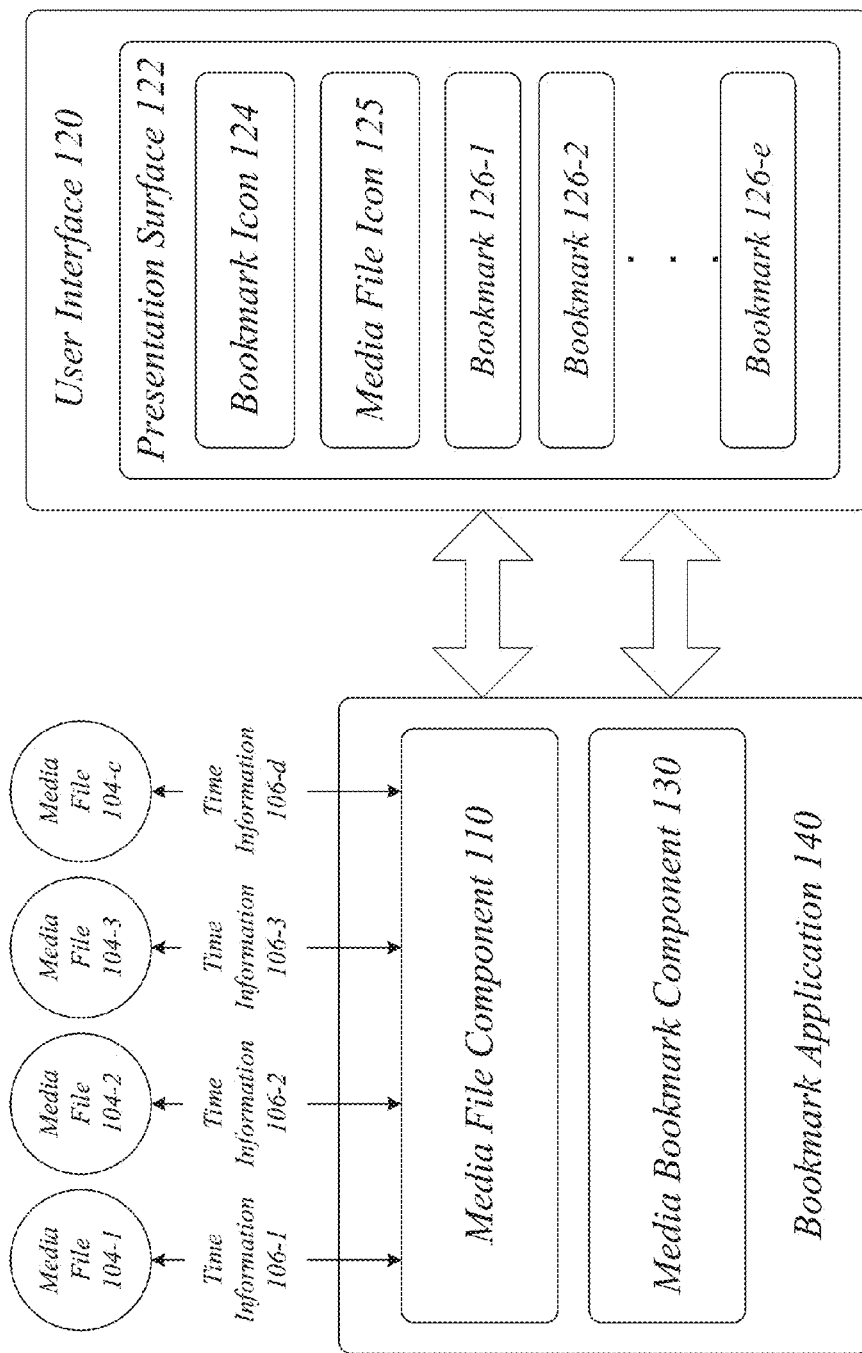 Media
File
104-1
Media
File
104-2
Media
File
104-3
Media
File
104-c
Time
Information
106-1
Time
Information
106-2
Time
Information
106-3
Time
Information
106-d
Media File Component 110
Media Bookmark Component 130
Bookmark Application 140
User Interface 120
Presentation Surface 122
Bookmark Icon 124
Media File Icon 125
Bookmark 126-1
Bookmark 126-2
Bookmark 126-e